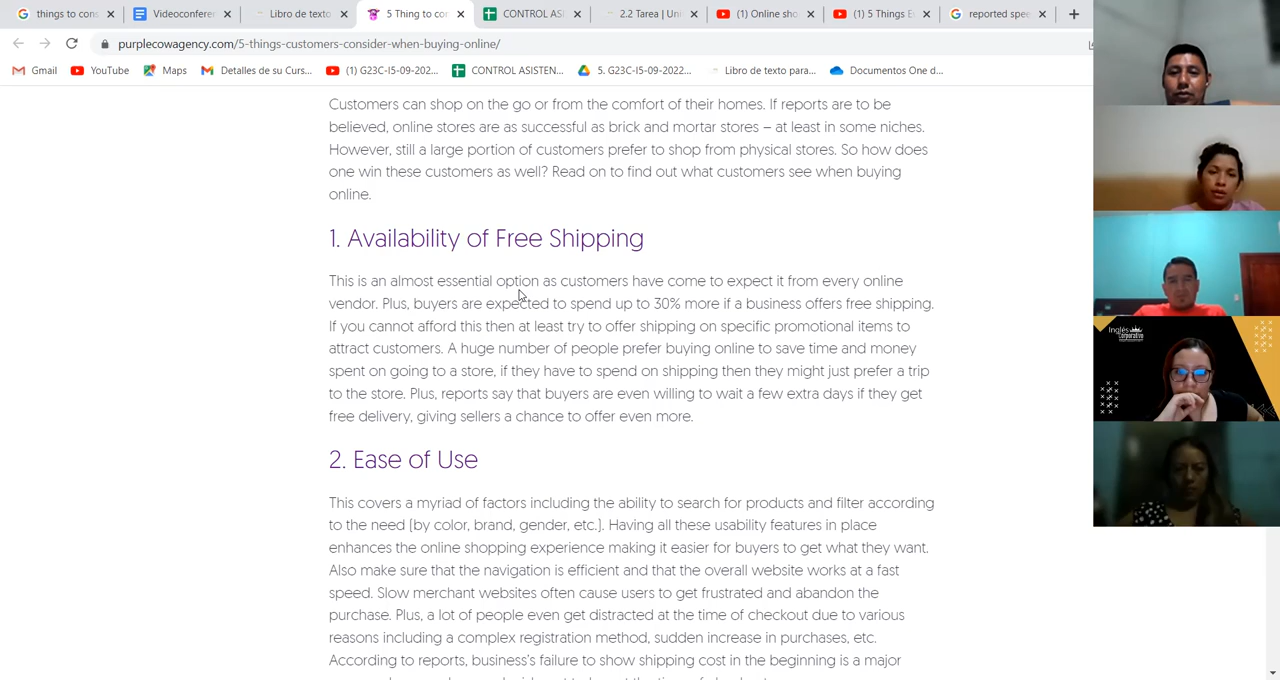 things to cons
Videoconferen
Libro de texto
5 Thing to con
CONTROL ASI
2.2 Tarea | Uni
(1) Online sho
(1) 5 Things Es
reported spee
purplecowagency.com/5-things-customers-consider-when-buying-online/
Gmail
YouTube
Maps
Detalles de su Curs...
(1) G23C-I5-09-2022...
CONTROL ASISTEN...
5. G23C-I5-09-2022...
Libro de texto para...
Documentos One d...
Customers can shop on the go or from the comfort of their homes. If reports are to be
believed, online stores are as successful as brick and mortar stores – at least in some niches.
However, still a large portion of customers prefer to shop from physical stores. So how does
one win these customers as well? Read on to find out what customers see when buying
online.
1. Availability of Free Shipping
This is an almost essential option as customers have come to expect it from every online
vendor. Plus, buyers are expected to spend up to 30% more if a business offers free shipping.
If you cannot afford this then at least try to offer shipping on specific promotional items to
attract customers. A huge number of people prefer buying online to save time and money
spent on going to a store, if they have to spend on shipping then they might just prefer a trip
to the store. Plus, reports say that buyers are even willing to wait a few extra days if they get
free delivery, giving sellers a chance to offer even more.
2. Ease of Use
This covers a myriad of factors including the ability to search for products and filter according
to the need (by color, brand, gender, etc.). Having all these usability features in place
enhances the online shopping experience making it easier for buyers to get what they want.
Also make sure that the navigation is efficient and that the overall website works at a fast
speed. Slow merchant websites often cause users to get frustrated and abandon the
purchase. Plus, a lot of people even get distracted at the time of checkout due to various
reasons including a complex registration method, sudden increase in purchases, etc.
According to reports, business's failure to show shipping cost in the beginning is a major
Inglés
Corporativo